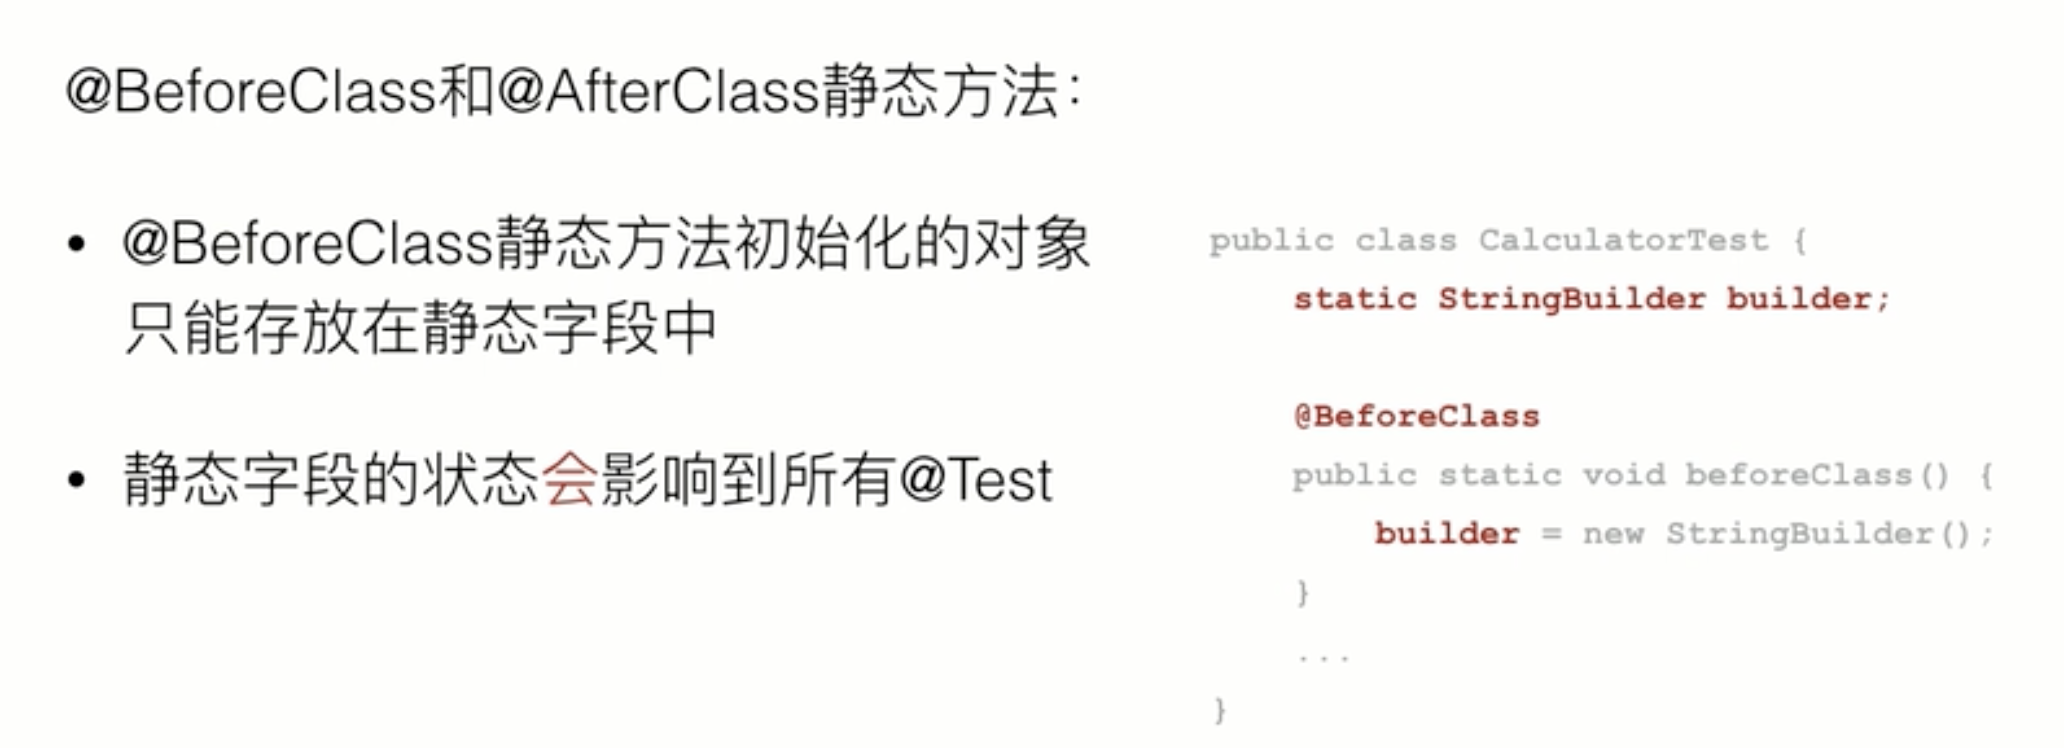 @BeforeClass和@AfterClass静态方法：
• @BeforeClass静态方法初始化的对象
只能存放在静态字段中
• 静态字段的状态会影响到所有@Test
public class CalculatorTest {
    static StringBuilder builder;
    @BeforeClass
    public static void beforeClass() {
        builder = new StringBuilder();
    }
    ...
}